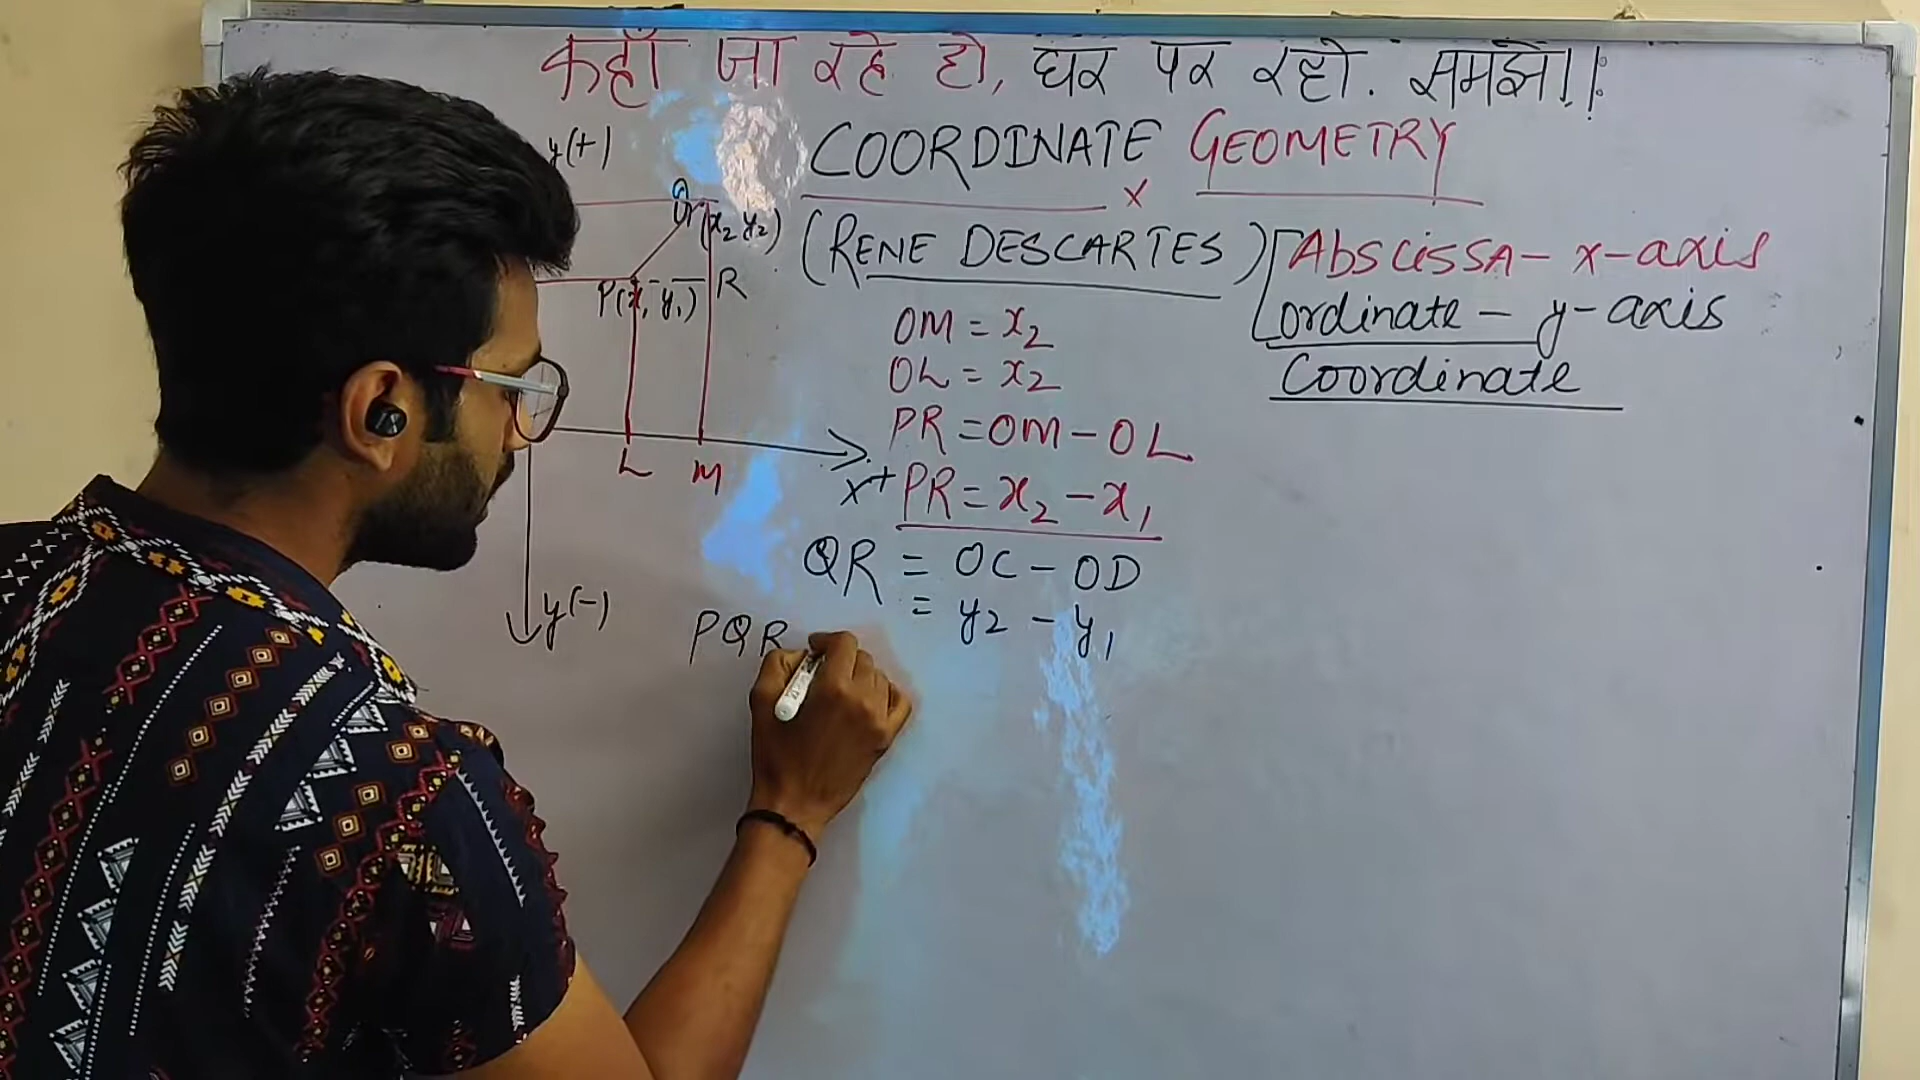 कहाँ जा रहे हो, घर पर रहो. समझे!!
COORDINATE GEOMETRY
x
(RENE DESCARTES)
Abscissa - x-axis
ordinate - y-axis
Coordinate
y(+)
Q(x₂ y₂)
P(x₁ y₁)
R
L
M
x+
y(-)
OM = x₂
OL = x₂
PR = OM - OL
PR = x₂ - x₁
QR = OC - OD
= y₂ - y₁
PQR